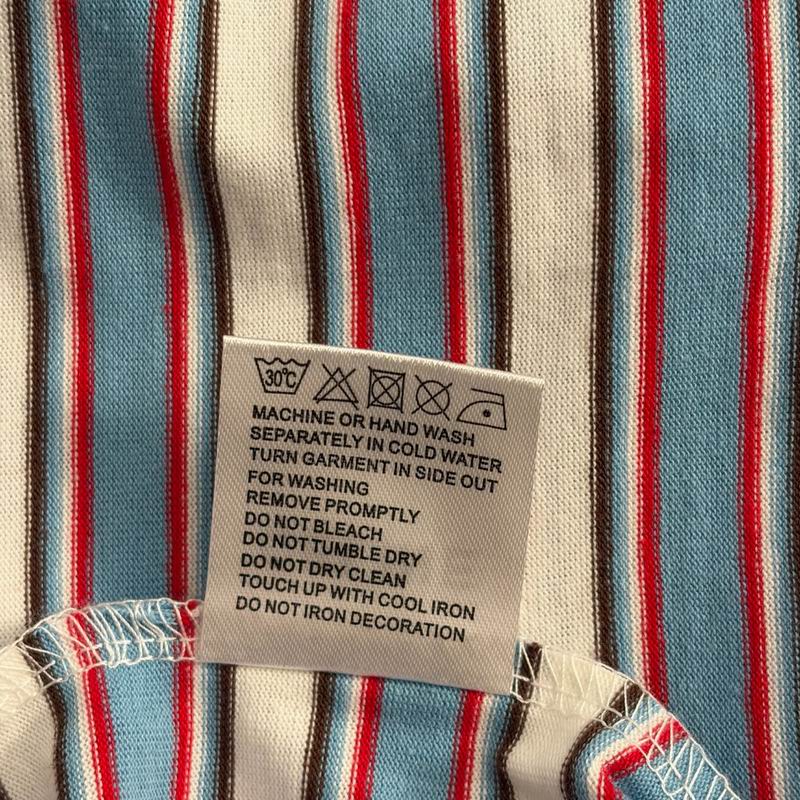 30°C
MACHINE OR HAND WASH
SEPARATELY IN COLD WATER
TURN GARMENT IN SIDE OUT
FOR WASHING
REMOVE PROMPTLY
DO NOT BLEACH
DO NOT TUMBLE DRY
DO NOT DRY CLEAN
TOUCH UP WITH COOL IRON
DO NOT IRON DECORATION